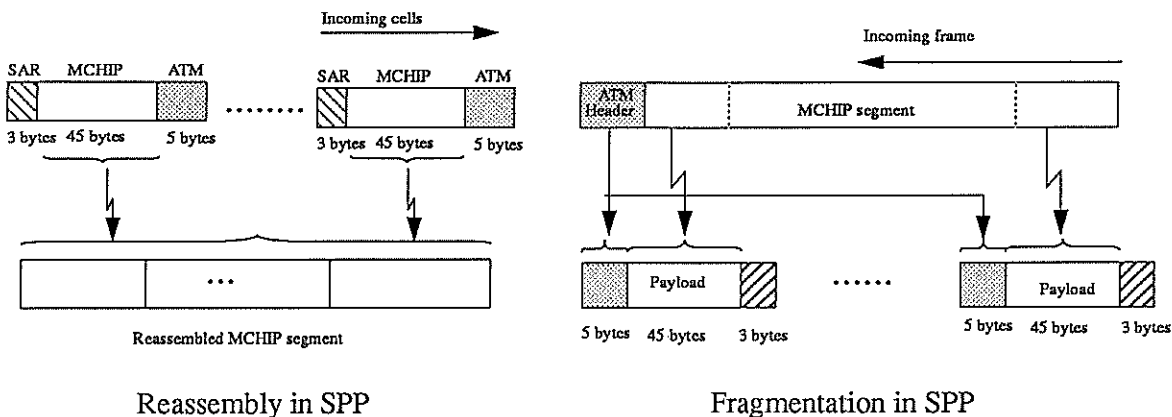 Incoming cells
SAR MCHIP ATM
3 bytes 45 bytes 5 bytes
SAR MCHIP ATM
3 bytes 45 bytes 5 bytes
Reassembled MCHIP segment
Reassembly in SPP
Incoming frame
ATM
Header
MCHIP segment
Payload
5 bytes 45 bytes 3 bytes
Payload
5 bytes 45 bytes 3 bytes
Fragmentation in SPP